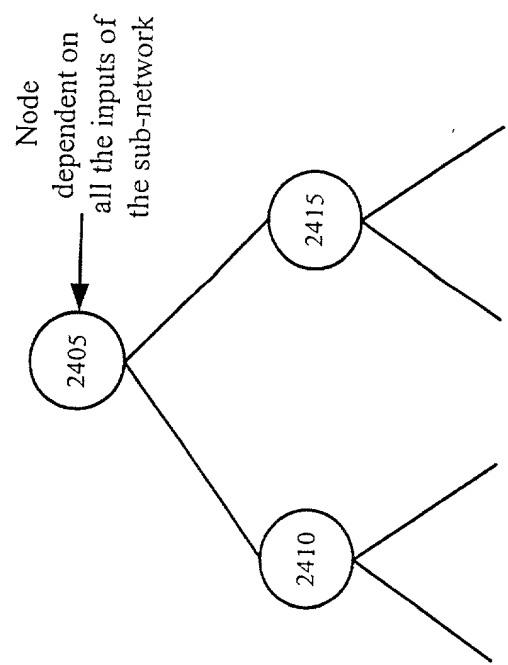 Node
dependent on
all the inputs of
the sub-network
2405
2415
2410